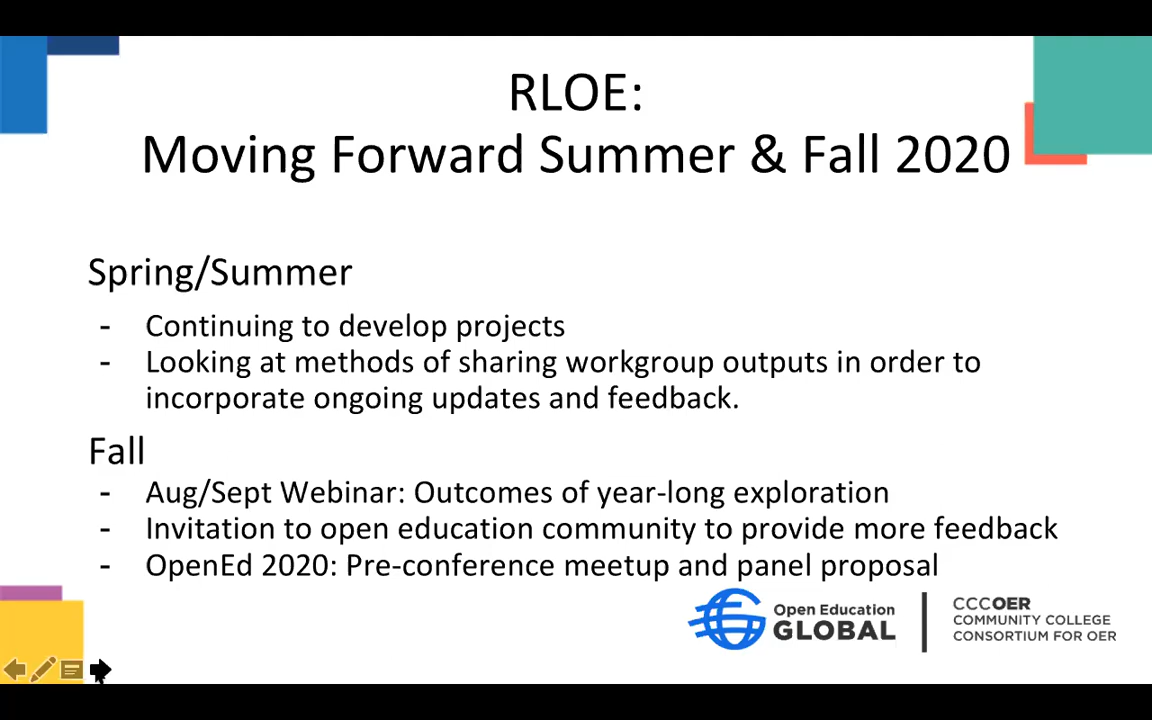 RLOE:
Moving Forward Summer & Fall 2020
Spring/Summer
- Continuing to develop projects
- Looking at methods of sharing workgroup outputs in order to
incorporate ongoing updates and feedback.
Fall
- Aug/Sept Webinar: Outcomes of year-long exploration
- Invitation to open education community to provide more feedback
- OpenEd 2020: Pre-conference meetup and panel proposal
Open Education
GLOBAL
CCCOER
COMMUNITY COLLEGE
CONSORTIUM FOR OER